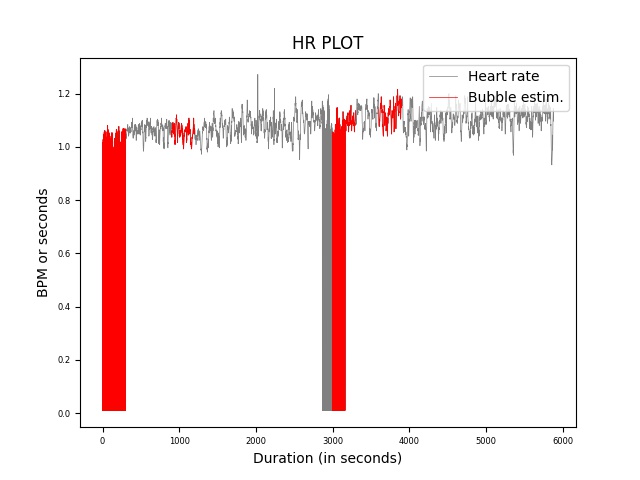 HR PLOT
Heart rate
Bubble estim.
BPM or seconds
1.2
1.0
0.8
0.6
0.4
0.2
0.0
0 1000 2000 3000 4000 5000 6000
Duration (in seconds)